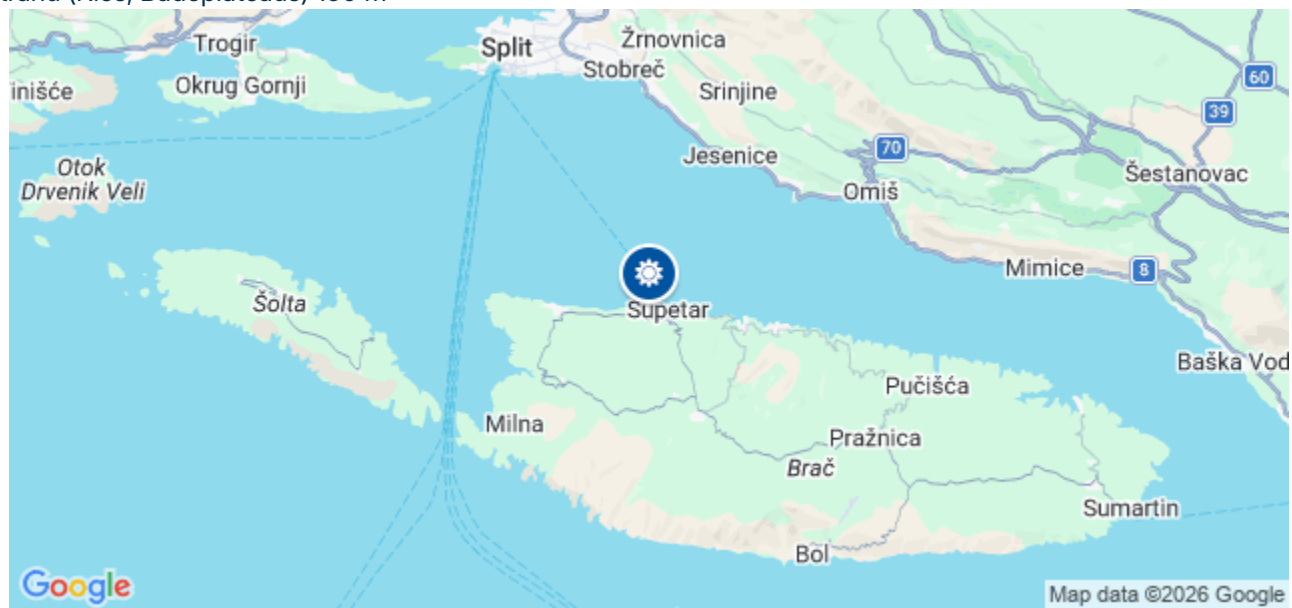 Trogir
Split
Žrnovnica
Stobreč
60
inišće
Okrug Gornji
Srinjine
39
Jesenice
70
Otok
Drvenik Veli
Omiš
Šestanovac
Mimice
8
Šolta
Supetar
Baška Vod
Pučišća
Milna
Pražnica
Brač
Sumartin
Bol
Google
Map data ©2026 Google